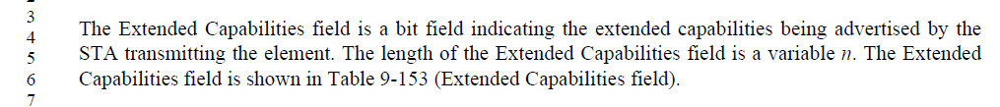 3
The Extended Capabilities field is a bit field indicating the extended capabilities being advertised by the
4
STA transmitting the element. The length of the Extended Capabilities field is a variable n. The Extended
5
Capabilities field is shown in Table 9-153 (Extended Capabilities field).
6
7